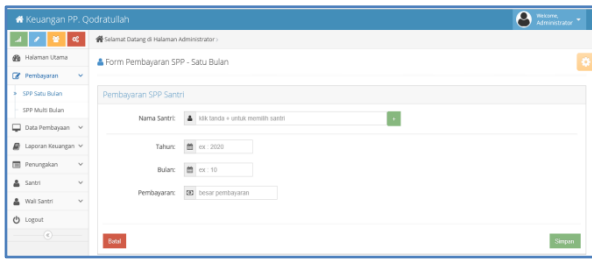 Keuangan PP. Qodratullah
Welcome,
Administrator
Selamat Datang di Halaman Administrator :.
Halaman Utama
Pembayaran
SPP Satu Bulan
SPP Multi Bulan
Data Pembayaan
Laporan Keuangan
Penungakan
Santri
Wali Santri
Logout
Form Pembayaran SPP - Satu Bulan
Pembayaran SPP Santri
Nama Santri:
klik tanda + untuk memilih santri
+
Tahun:
ex : 2020
Bulan:
ex : 10
Pembayaran:
besar pembayaran
Batal
Simpan